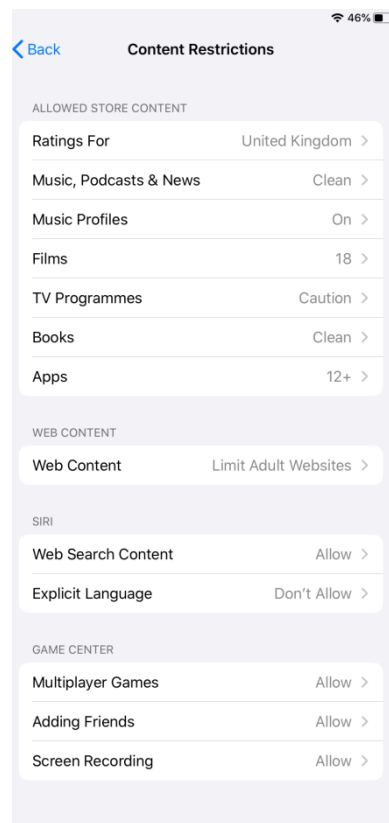 46%
Back Content Restrictions
ALLOWED STORE CONTENT
Ratings For United Kingdom
Music, Podcasts & News Clean
Music Profiles On
Films 18
TV Programmes Caution
Books Clean
Apps 12+
WEB CONTENT
Web Content Limit Adult Websites
SIRI
Web Search Content Allow
Explicit Language Don't Allow
GAME CENTER
Multiplayer Games Allow
Adding Friends Allow
Screen Recording Allow